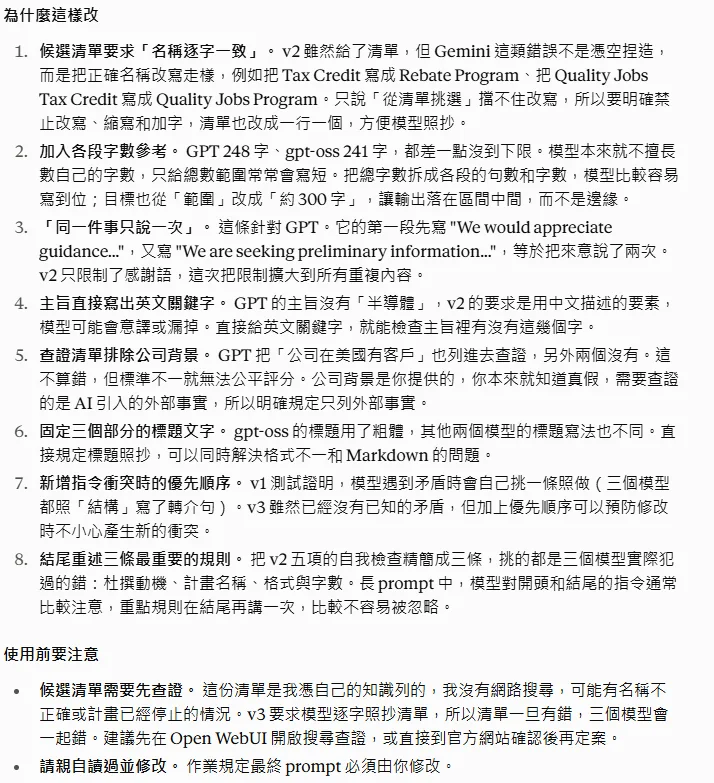 為什麼這樣改
1. 候選清單要求「名稱逐字一致」。 v2 雖然給了清單，但 Gemini 這類錯誤不是憑空捏造，
而是把正確名稱改寫走樣，例如把 Tax Credit 寫成 Rebate Program、把 Quality Jobs
Tax Credit 寫成 Quality Jobs Program。只說「從清單挑選」擋不住改寫，所以要明確禁
止改寫、縮寫和加字，清單也改成一行一個，方便模型照抄。
2. 加入各段字數參考。 GPT 248 字、gpt-oss 241 字，都差一點沒到下限。模型本來就不擅長
數自己的字數，只給總數範圍常常會寫短。把總字數拆成各段的句數和字數，模型比較容易
寫到位；目標也從「範圍」改成「約 300 字」，讓輸出落在區間中間，而不是邊緣。
3. 「同一件事只說一次」。 這條針對 GPT。它的第一段先寫 "We would appreciate
guidance..."，又寫 "We are seeking preliminary information..."，等於把來意說了兩次。
v2 只限制了感謝語，這次把限制擴大到所有重複內容。
4. 主旨直接寫出英文關鍵字。 GPT 的主旨沒有「半導體」，v2 的要求是用中文描述的要素，
模型可能會意譯或漏掉。直接給英文關鍵字，就能檢查主旨裡有沒有這幾個字。
5. 查證清單排除公司背景。 GPT 把「公司在美國有客戶」也列進去查證，另外兩個沒有。這
不算錯，但標準不一就無法公平評分。公司背景是你提供的，你本來就知道真假，需要查證
的是 AI 引入的外部事實，所以明確規定只列外部事實。
6. 固定三個部分的標題文字。 gpt-oss 的標題用了粗體，其他兩個模型的標題寫法也不同。直
接規定標題照抄，可以同時解決格式不一和 Markdown 的問題。
7. 新增指令衝突時的優先順序。 v1 測試證明，模型遇到矛盾時會自己挑一條照做（三個模型
都照「結構」寫了轉介句）。v3 雖然已經沒有已知的矛盾，但加上優先順序可以預防修改
時不小心產生新的衝突。
8. 結尾重述三條最重要的規則。 把 v2 五項的自我檢查精簡成三條，挑的都是三個模型實際犯
過的錯：杜撰動機、計畫名稱、格式與字數。長 prompt 中，模型對開頭和結尾的指令通常
比較注意，重點規則在結尾再講一次，比較不容易被忽略。
使用前要注意
• 候選清單需要先查證。 這份清單是我憑自己的知識列的，我沒有網路搜尋，可能有名稱不
正確或計畫已經停止的情況。v3 要求模型逐字照抄清單，所以清單一旦有錯，三個模型會
一起錯。建議先在 Open WebUI 開啟搜尋查證，或直接到官方網站確認後再定案。
• 請親自讀過並修改。 作業規定最終 prompt 必須由你修改。